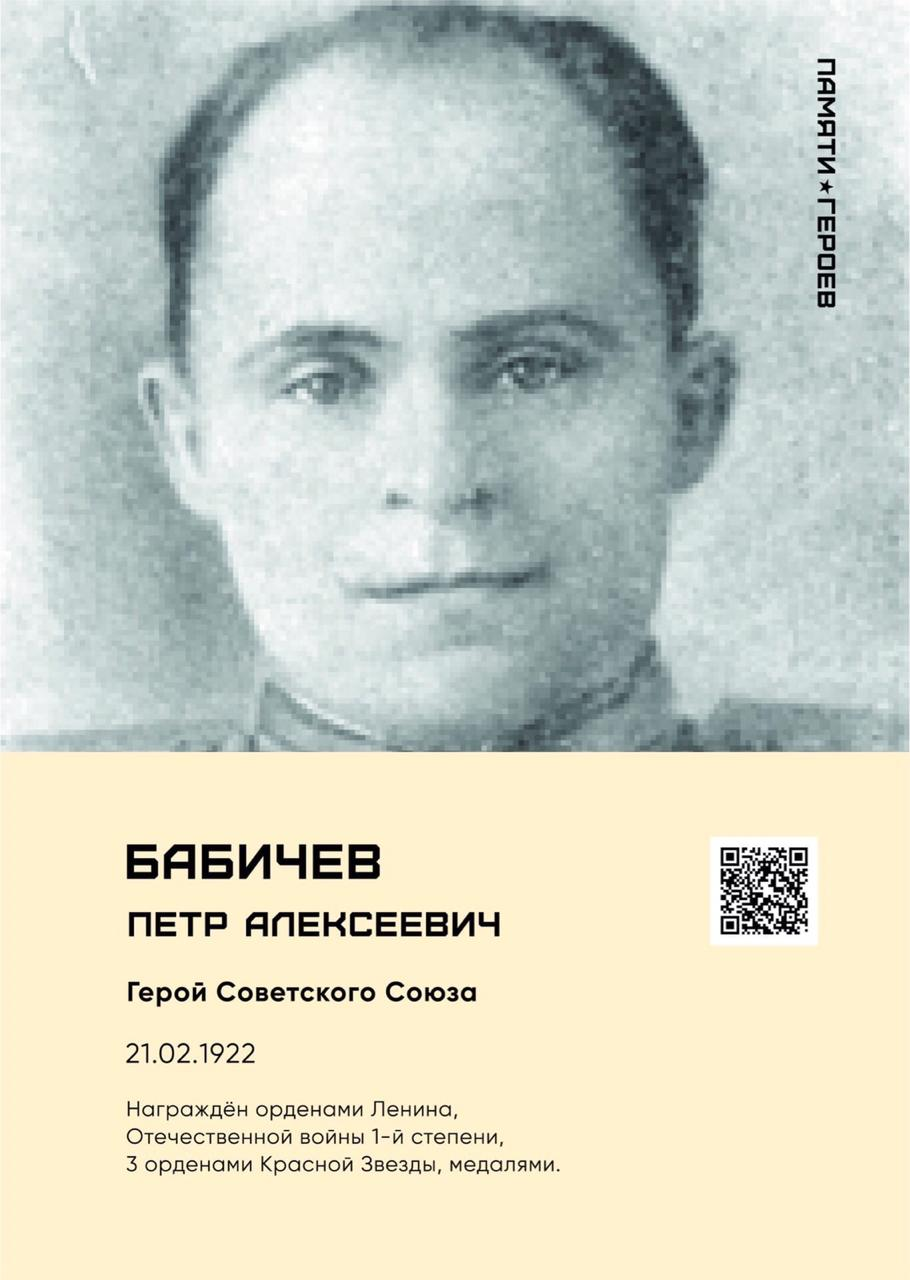 ПАМЯТИ★ГЕРОЕВ
БАБИЧЕВ
ПЕТР АЛЕКСЕЕВИЧ
Герой Советского Союза
21.02.1922
Награждён орденами Ленина,
Отечественной войны 1-й степени,
3 орденами Красной Звезды, медалями.